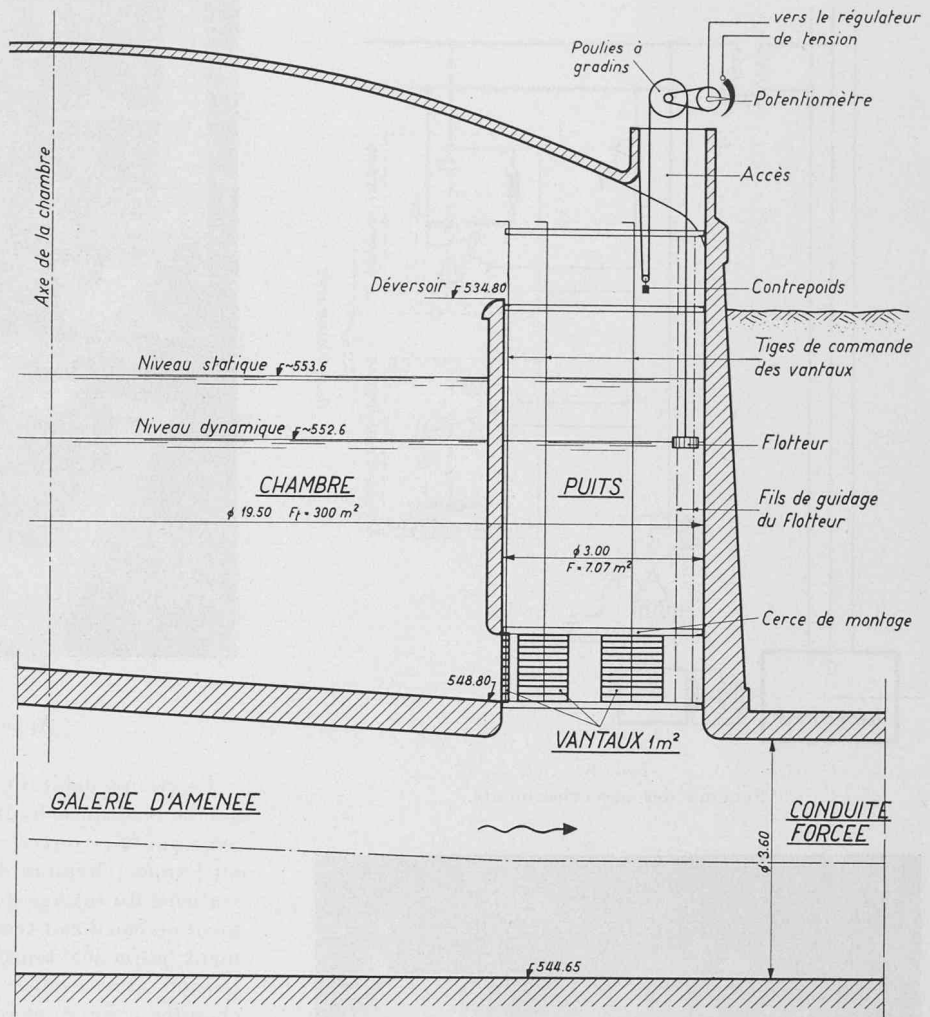 vers le régulateur
de tension
Poulies à
gradins
Potentiomètre
Accès
Axe de la chambre
Déversoir 534.80
Contrepoids
Tiges de commande
des vantaux
Niveau statique ~553.6
Niveau dynamique ~552.6
Flotteur
CHAMBRE
PUITS
φ 19.50 Ft = 300 m²
Fils de guidage
du flotteur
φ 3.00
F = 7.07 m²
Cerce de montage
548.80
VANTAUX 1m²
GALERIE D'AMENEE
CONDUITE
FORCEE
φ 3.60
544.65